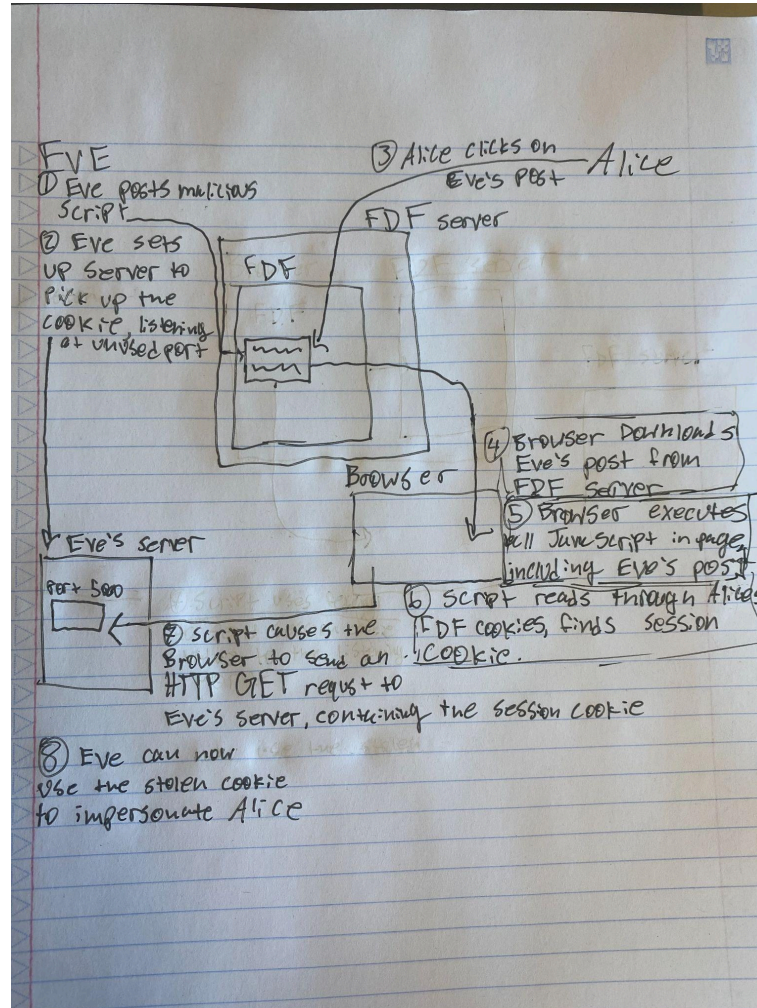 EVE
① Eve posts malicious
script
② Eve sets
up server to
pick up the
cookie, listening
at unused port
③ Alice clicks on
Eve's post
Alice
FDF server
FDF
④ Browser Downloads
Eve's post from
FDF Server
Browser
⑤ Browser executes
all JavaScript in page,
including Eve's post
⑥ Script reads through Alice's
FDF cookies, finds session
cookie.
Eve's server
port 5000
⑦ script causes the
Browser to send an
HTTP GET requst to
Eve's server, containing the session cookie
⑧ Eve can now
use the stolen cookie
to impersonate Alice